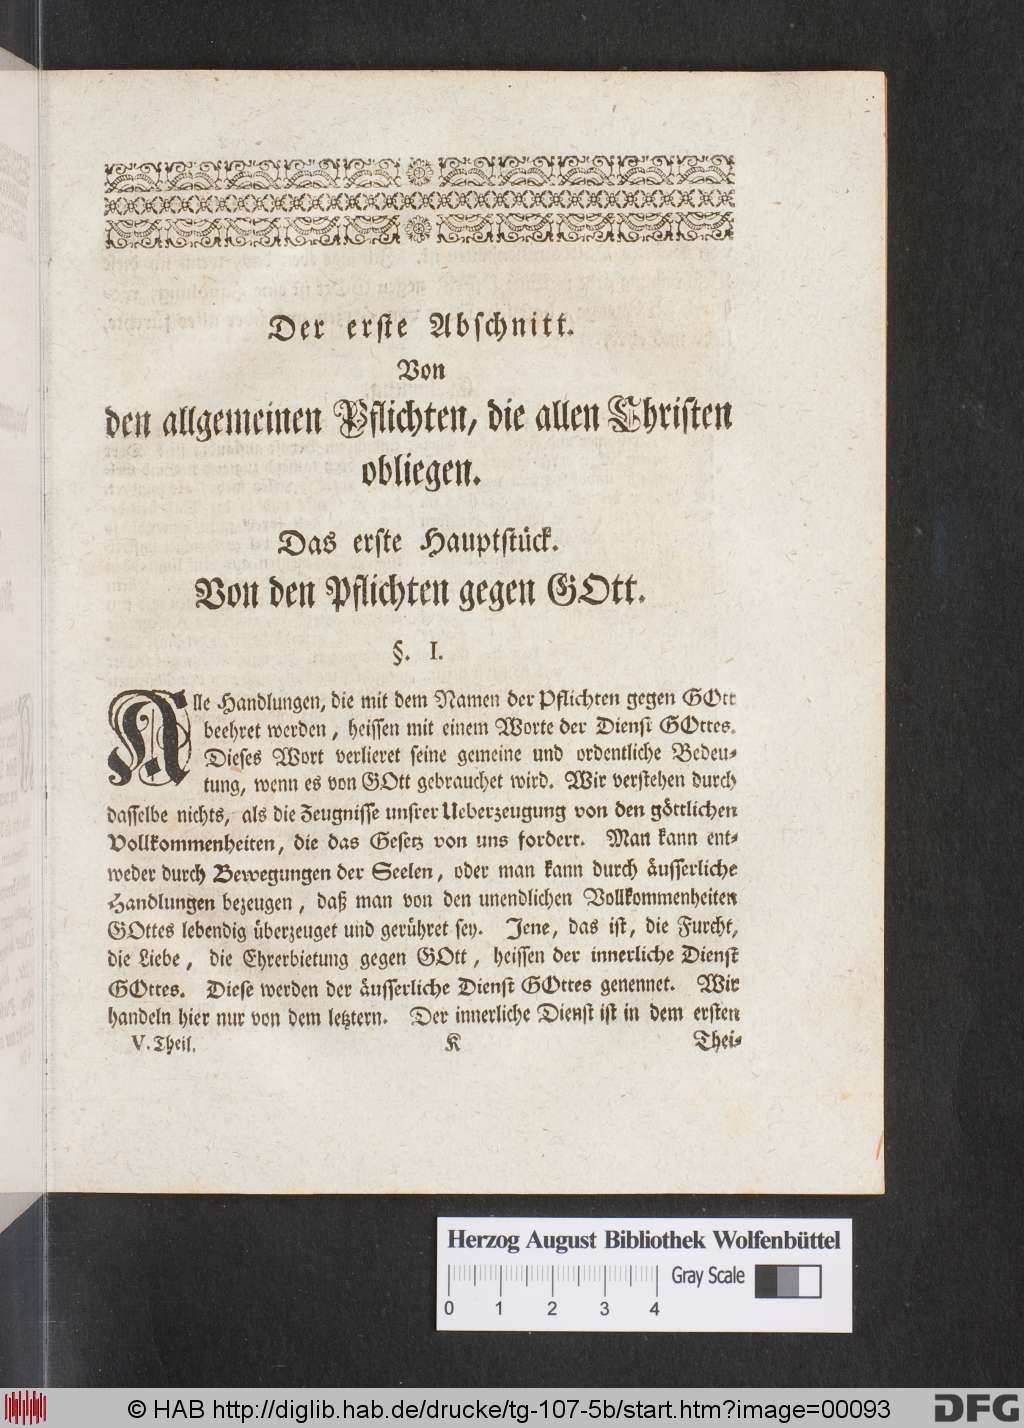 Der erste Abschnitt.
Von
den allgemeinen Pflichten, die allen Christen
obliegen.
Das erste Hauptstück.
Von den Pflichten gegen GOtt.
§. I.
Alle Handlungen, die mit dem Namen der Pflichten gegen GOtt
beehret werden, heissen mit einem Worte der Dienst GOttes.
Dieses Wort verlieret seine gemeine und ordentliche Bedeu-
tung, wenn es von GOtt gebrauchet wird. Wir verstehen durch
dasselbe nichts, als die Zeugnisse unsrer Ueberzeugung von den göttlichen
Vollkommenheiten, die das Gesetz von uns fordert. Man kann ent-
weder durch Bewegungen der Seelen, oder man kann durch äusserliche
Handlungen bezeugen, daß man von den unendlichen Vollkommenheiten
GOttes lebendig überzeuget und gerühret sey. Jene, das ist, die Furcht,
die Liebe, die Ehrerbietung gegen GOtt, heissen der innerliche Dienst
GOttes. Diese werden der äusserliche Dienst GOttes genennet. Wir
handeln hier nur von dem letztern. Der innerliche Dienst ist in dem ersten
V. Theil. K Thei-
Herzog August Bibliothek Wolfenbüttel
Gray Scale
0 1 2 3 4
© HAB http://diglib.hab.de/drucke/tg-107-5b/start.htm?image=00093
DFG